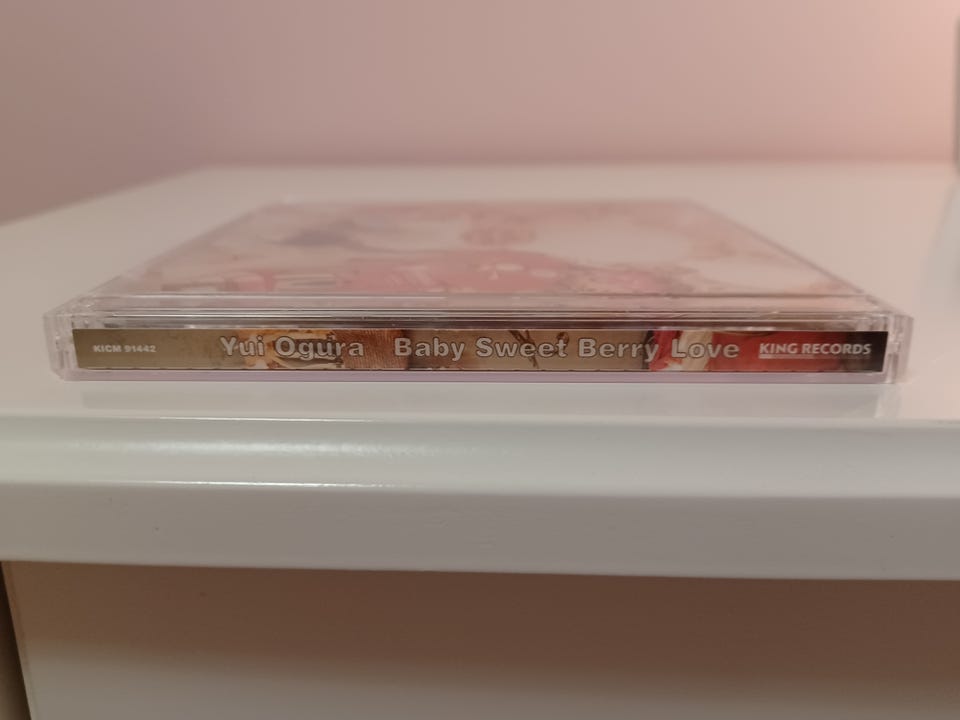 KICM 91442 Yui Ogura Baby Sweet Berry Love KING RECORDS